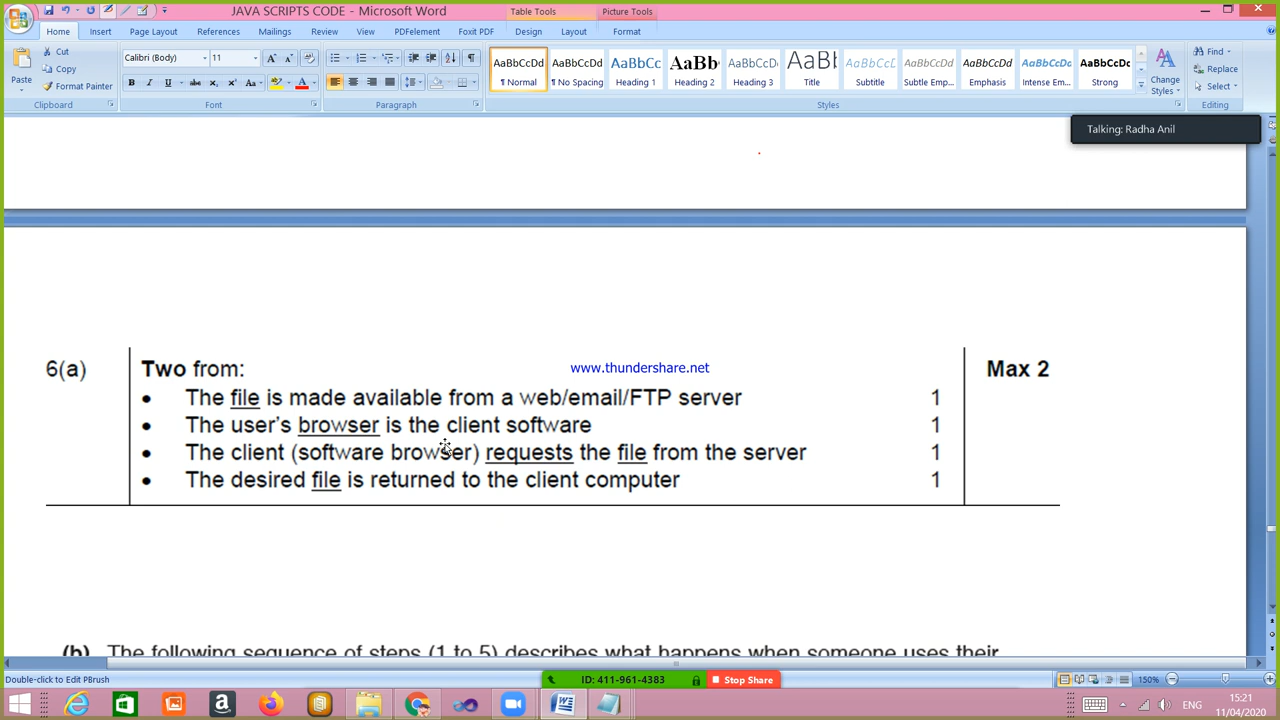 JAVA SCRIPTS CODE - Microsoft Word
Table Tools
Picture Tools
Home
Insert
Page Layout
References
Mailings
Review
View
PDFelement
Foxit PDF
Design
Layout
Format
Paste
Cut
Copy
Format Painter
Clipboard
Calibri (Body)
11
Font
Paragraph
AaBbCcDd
¶ Normal
AaBbCcDd
¶ No Spacing
AaBbCc
Heading 1
AaBb
Heading 2
AaBbCcDc
Heading 3
AaBb
Title
AaBbCcDd
Subtitle
AaBbCcDd
Subtle Emp...
AaBbCcDd
Emphasis
AaBbCcDd
Intense Em...
AaBbCcDc
Strong
Change Styles
Styles
Find
Replace
Select
Editing
Talking: Radha Anil
www.thundershare.net
6(a) Two from: Max 2
• The file is made available from a web/email/FTP server 1
• The user's browser is the client software 1
• The client (software browser) requests the file from the server 1
• The desired file is returned to the client computer 1
(b) The following sequence of steps (1 to 5) describes what happens when someone uses their
Double-click to Edit PBrush
ID: 411-961-4383
Stop Share
150%
ENG
15:21
11/04/2020